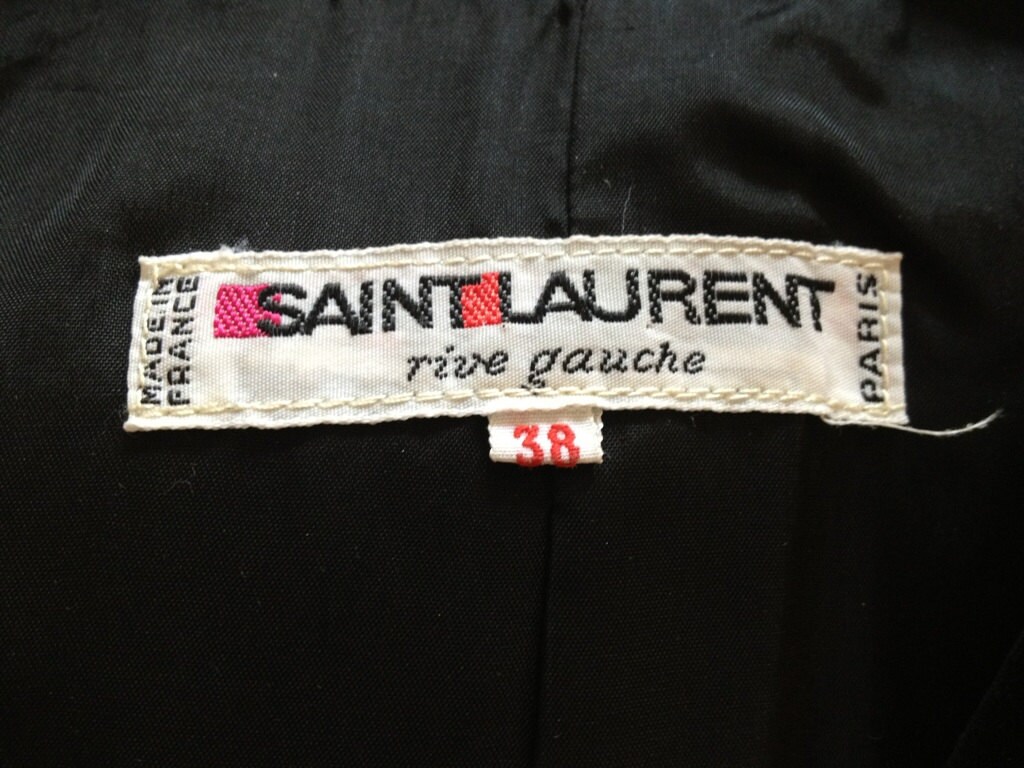 MADE IN
FRANCE
SAINT LAURENT
rive gauche
PARIS
38